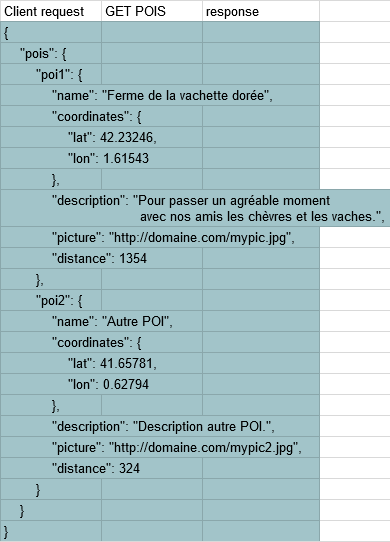 Client request GET POIS response
{
"pois": {
"poi1": {
"name": "Ferme de la vachette dorée",
"coordinates": {
"lat": 42.23246,
"lon": 1.61543
},
"description": "Pour passer un agréable moment
avec nos amis les chèvres et les vaches.",
"picture": "http://domaine.com/mypic.jpg",
"distance": 1354
},
"poi2": {
"name": "Autre POI",
"coordinates": {
"lat": 41.65781,
"lon": 0.62794
},
"description": "Description autre POI.",
"picture": "http://domaine.com/mypic2.jpg",
"distance": 324
}
}
}